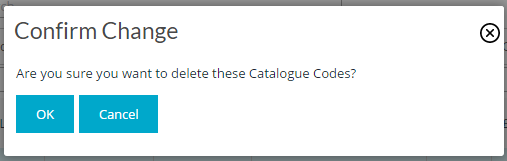 Confirm Change
Are you sure you want to delete these Catalogue Codes?
OK Cancel